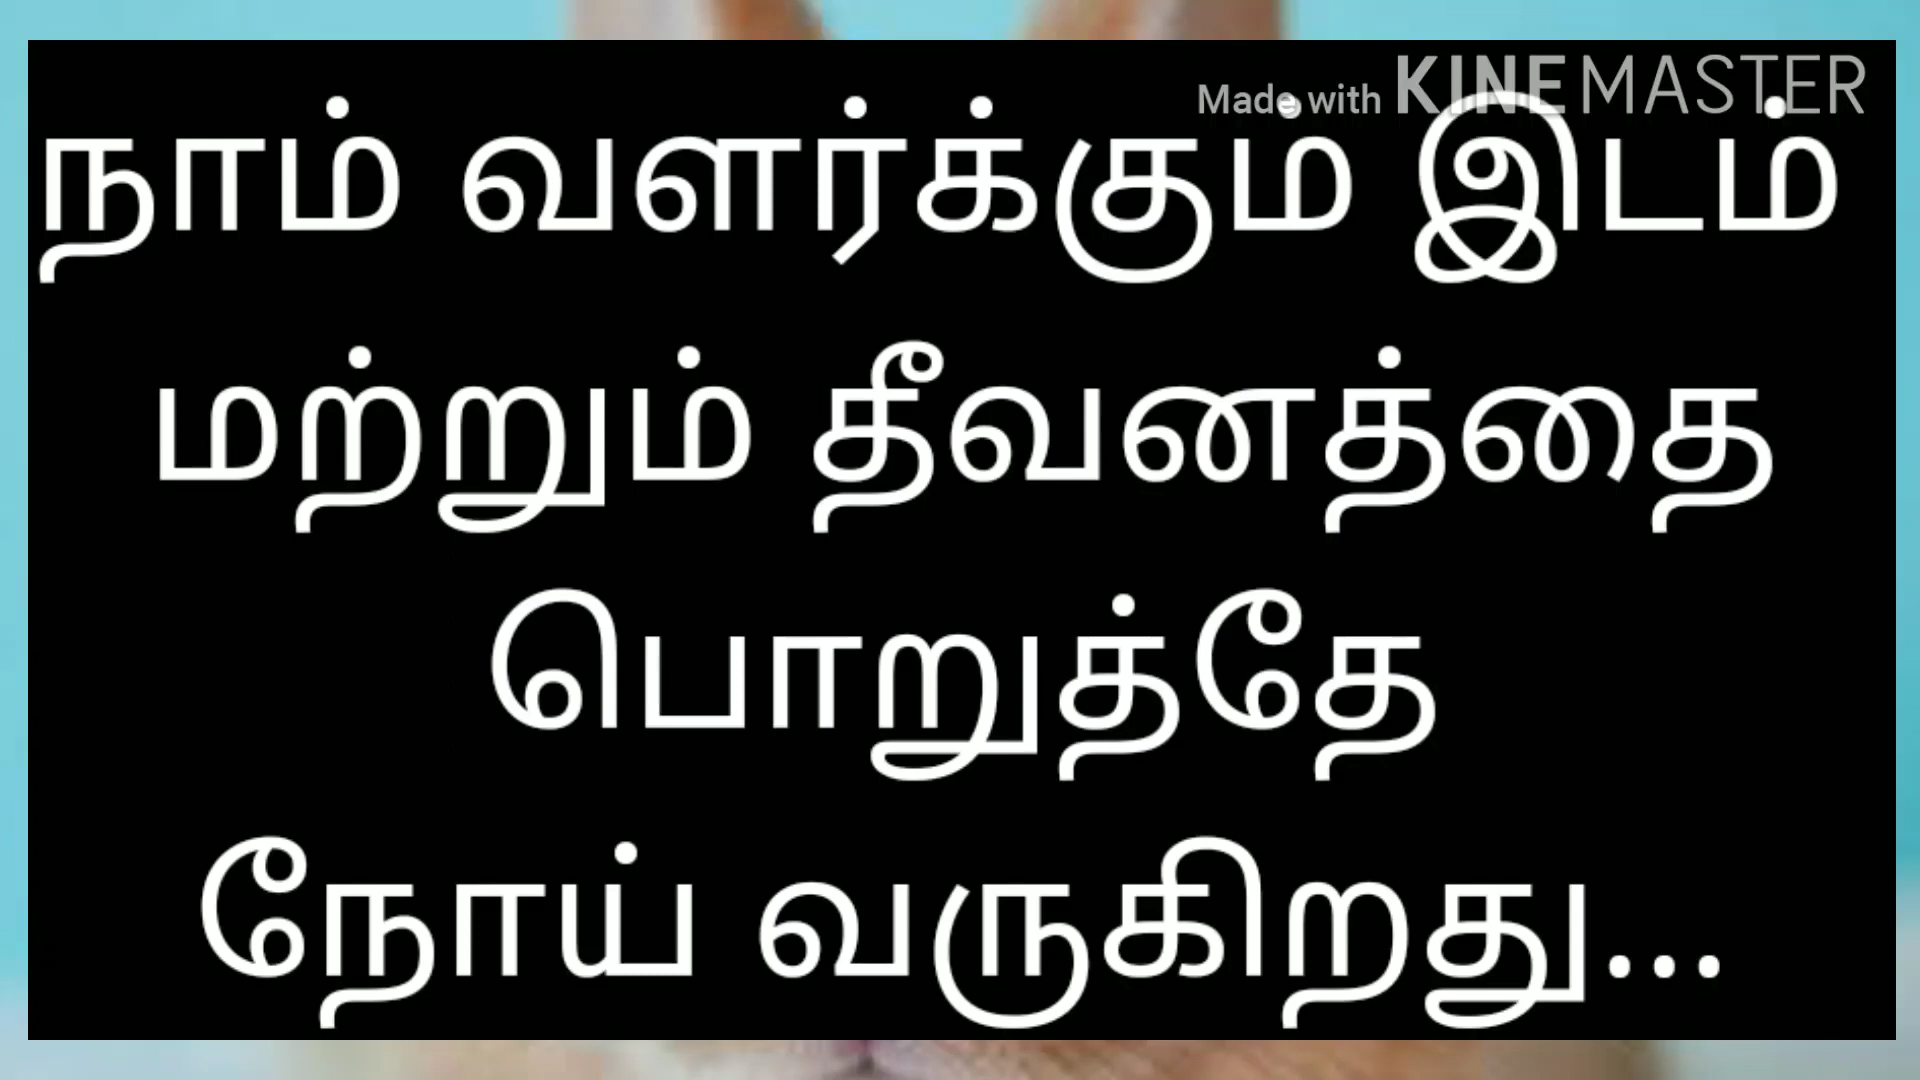 Made with KINEMASTER
நாம் வளர்க்கும் இடம்
மற்றும் தீவனத்தை
பொறுத்தே
நோய் வருகிறது...